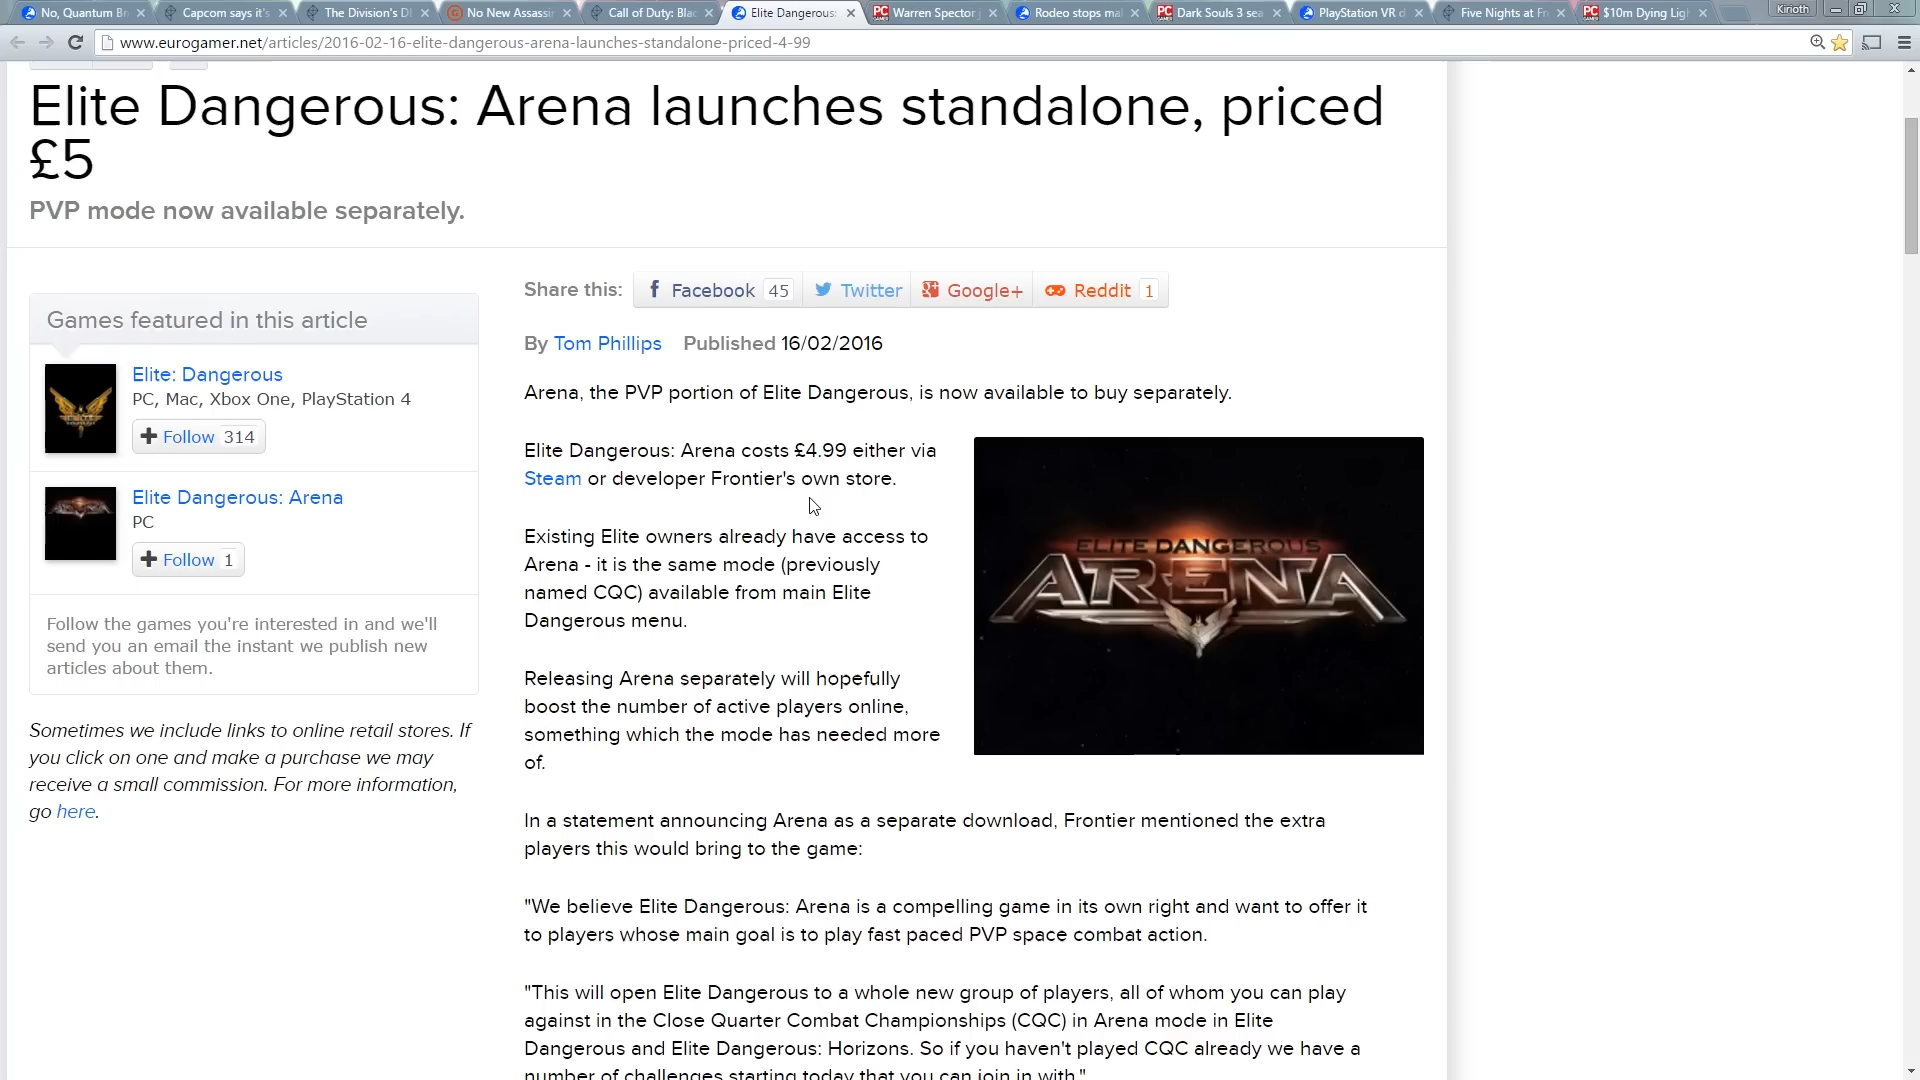 No, Quantum Br
Capcom says it's
The Division's D
No New Assassin
Call of Duty: Blac
Elite Dangerous:
Warren Spector j
Rodeo stops ma
Dark Souls 3 sea
PlayStation VR d
Five Nights at Fr
$10m Dying Lig
Kirioth
www.eurogamer.net/articles/2016-02-16-elite-dangerous-arena-launches-standalone-priced-4-99
Elite Dangerous: Arena launches standalone, priced
£5
PVP mode now available separately.
Games featured in this article
Elite: Dangerous
PC, Mac, Xbox One, PlayStation 4
Follow 314
Elite Dangerous: Arena
PC
Follow 1
Follow the games you're interested in and we'll
send you an email the instant we publish new
articles about them.
Sometimes we include links to online retail stores. If
you click on one and make a purchase we may
receive a small commission. For more information,
go here.
Share this: Facebook 45 Twitter Google+ Reddit 1
By Tom Phillips Published 16/02/2016
Arena, the PVP portion of Elite Dangerous, is now available to buy separately.
Elite Dangerous: Arena costs £4.99 either via
Steam or developer Frontier's own store.
Existing Elite owners already have access to
Arena - it is the same mode (previously
named CQC) available from main Elite
Dangerous menu.
Releasing Arena separately will hopefully
boost the number of active players online,
something which the mode has needed more
of.
ELITE DANGEROUS
ARENA
In a statement announcing Arena as a separate download, Frontier mentioned the extra
players this would bring to the game:
"We believe Elite Dangerous: Arena is a compelling game in its own right and want to offer it
to players whose main goal is to play fast paced PVP space combat action.
"This will open Elite Dangerous to a whole new group of players, all of whom you can play
against in the Close Quarter Combat Championships (CQC) in Arena mode in Elite
Dangerous and Elite Dangerous: Horizons. So if you haven't played CQC already we have a
number of challenges starting today that you can join in with."